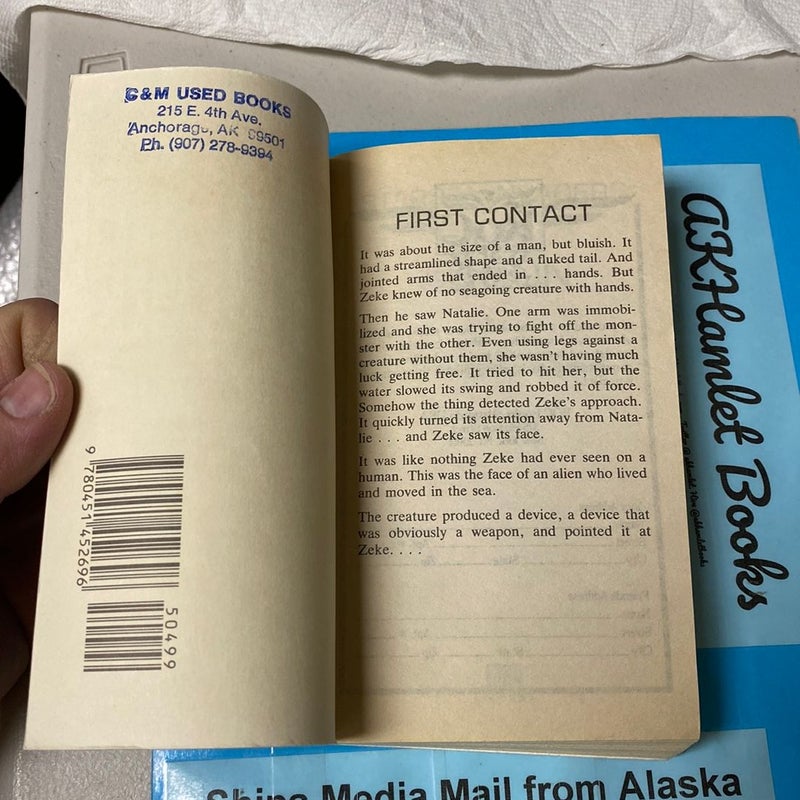 C&M USED BOOKS
215 E. 4th Ave.
Anchorage, AK 99501
Ph. (907) 278-9394
9 780451 452696
50499
FIRST CONTACT
It was about the size of a man, but bluish. It
had a streamlined shape and a fluked tail. And
jointed arms that ended in . . . hands. But
Zeke knew of no seagoing creature with hands.
Then he saw Natalie. One arm was immobi-
lized and she was trying to fight off the mon-
ster with the other. Even using legs against a
creature without them, she wasn't having much
luck getting free. It tried to hit her, but the
water slowed its swing and robbed it of force.
Somehow the thing detected Zeke's approach.
It quickly turned its attention away from Nata-
lie . . . and Zeke saw its face.
It was like nothing Zeke had ever seen on a
human. This was the face of an alien who lived
and moved in the sea.
The creature produced a device, a device that
was obviously a weapon, and pointed it at
Zeke. . . .
AKHamlet Books
Ships Media Mail from Alaska